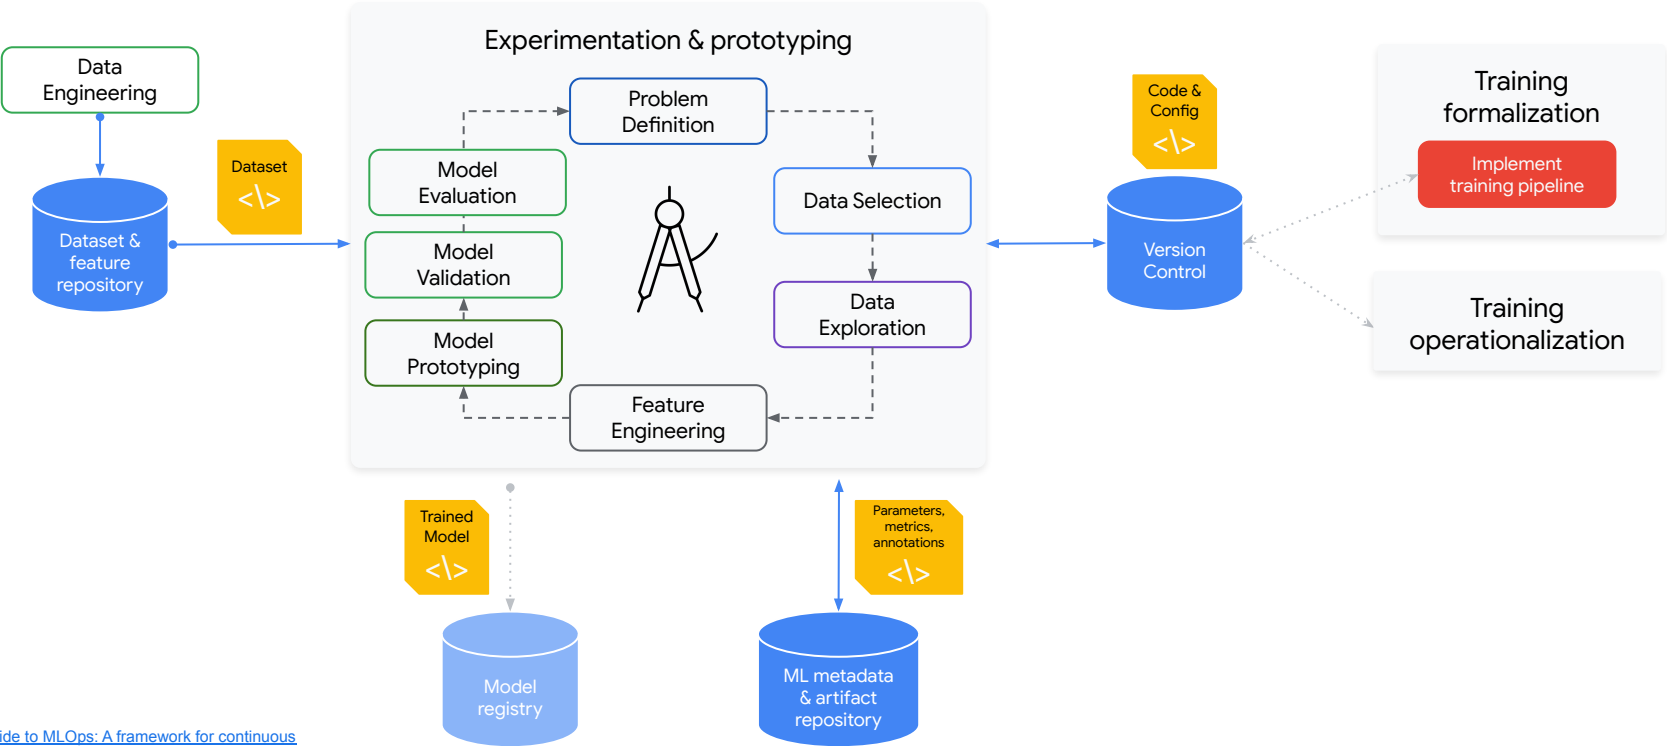 Experimentation & prototyping
Data
Engineering
Dataset
</>
Dataset &
feature
repository
Problem
Definition
Model
Evaluation
Data Selection
Model
Validation
Data
Exploration
Model
Prototyping
Feature
Engineering
Code &
Config
</>
Version
Control
Training
formalization
Implement
training pipeline
Training
operationalization
Trained
Model
</>
Parameters,
metrics,
annotations
</>
Model
registry
ML metadata
& artifact
repository
ide to MLOps: A framework for continuous